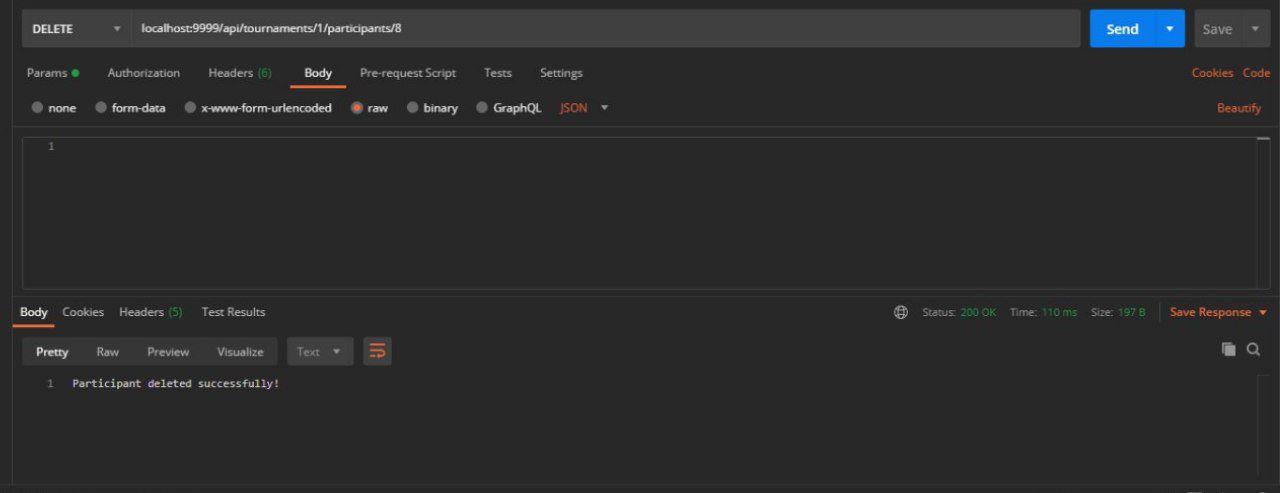 DELETE localhost:9999/api/tournaments/1/participants/8 Send Save
Params Authorization Headers (6) Body Pre-request Script Tests Settings Cookies Code
none form-data x-www-form-urlencoded raw binary GraphQL JSON Beautify
1
Body Cookies Headers (5) Test Results Status: 200 OK Time: 110 ms Size: 197 B Save Response
Pretty Raw Preview Visualize Text
1 Participant deleted successfully!